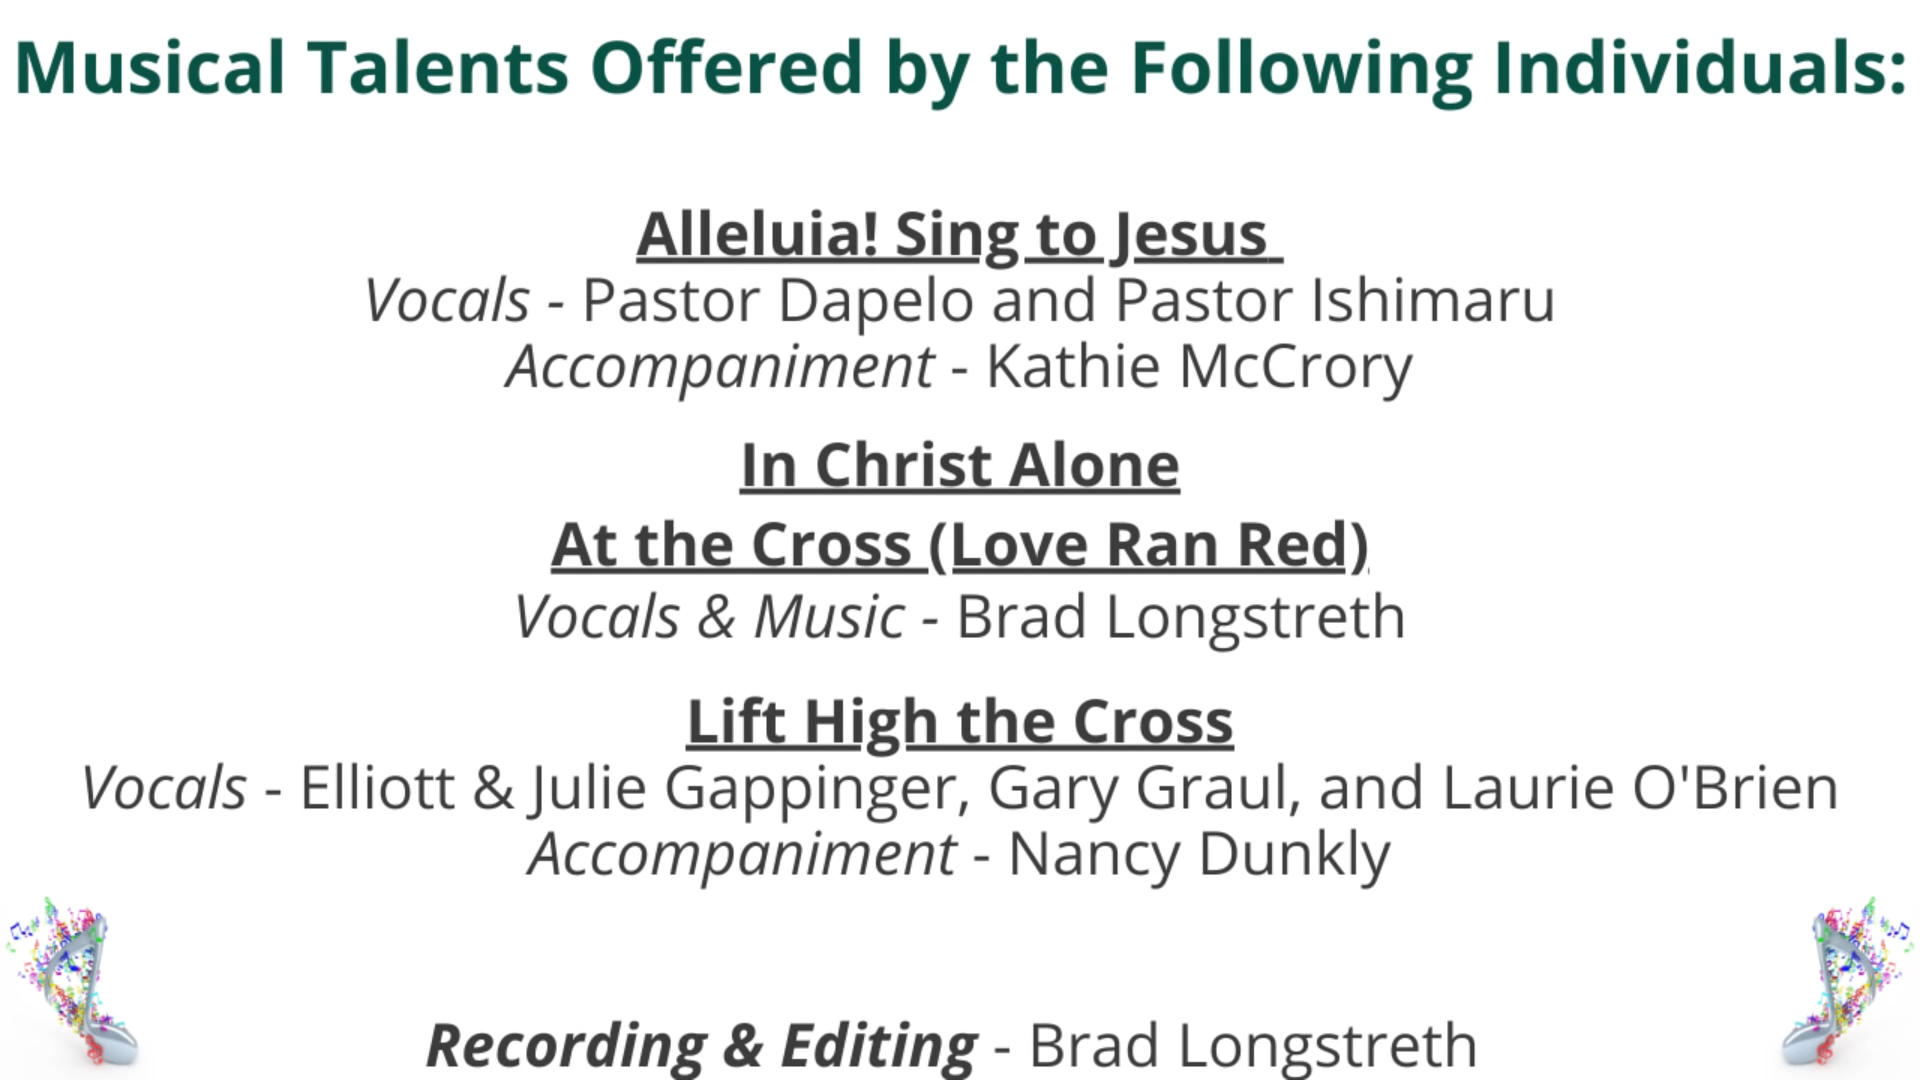 Musical Talents Offered by the Following Individuals:
Alleluia! Sing to Jesus
Vocals - Pastor Dapelo and Pastor Ishimaru
Accompaniment - Kathie McCrory
In Christ Alone
At the Cross (Love Ran Red)
Vocals & Music - Brad Longstreth
Lift High the Cross
Vocals - Elliott & Julie Gappinger, Gary Graul, and Laurie O'Brien
Accompaniment - Nancy Dunkly
Recording & Editing - Brad Longstreth